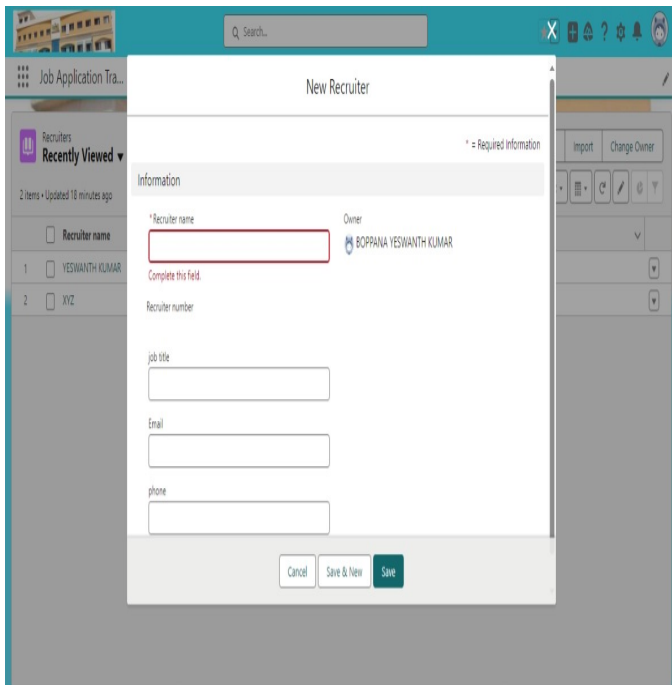 Search...
Job Application Tra...
New Recruiter
* = Required Information
Recruiters
Recently Viewed
Import
Change Owner
2 items • Updated 18 minutes ago
Information
Recruiter name
1 YESWANTH KUMAR
2 XYZ
*Recruiter name
Owner
BOPPANA YESWANTH KUMAR
Complete this field.
Recruiter number
job title
Email
phone
Cancel
Save & New
Save